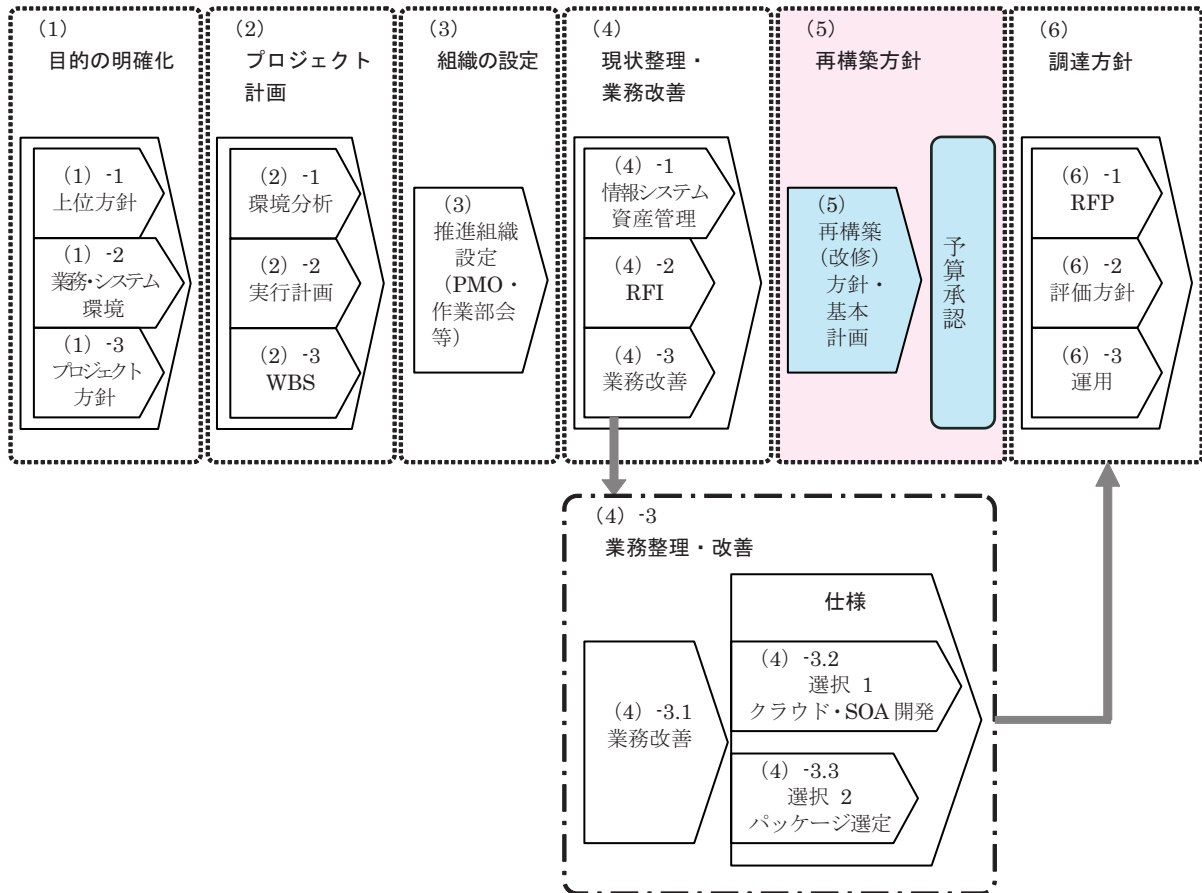 (1)
目的の明確化
(1) -1
上位方針
(1) -2
業務・システム
環境
(1) -3
プロジェクト
方針
(2)
プロジェクト
計画
(2) -1
環境分析
(2) -2
実行計画
(2) -3
WBS
(3)
組織の設定
(3)
推進組織
設定
(PMO・
作業部会
等)
(4)
現状整理・
業務改善
(4) -1
情報システム
資産管理
(4) -2
RFI
(4) -3
業務改善
(5)
再構築方針
(5)
再構築
(改修)
方針・
基本
計画
予算承認
(6)
調達方針
(6) -1
RFP
(6) -2
評価方針
(6) -3
運用
(4) -3
業務整理・改善
(4) -3.1
業務改善
仕様
(4) -3.2
選択 1
クラウド・SOA 開発
(4) -3.3
選択 2
パッケージ選定